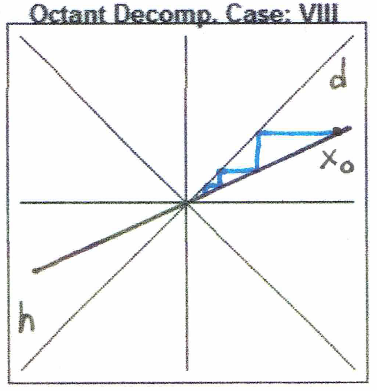 Octant Decomp. Case: VIII
d
x₀
h